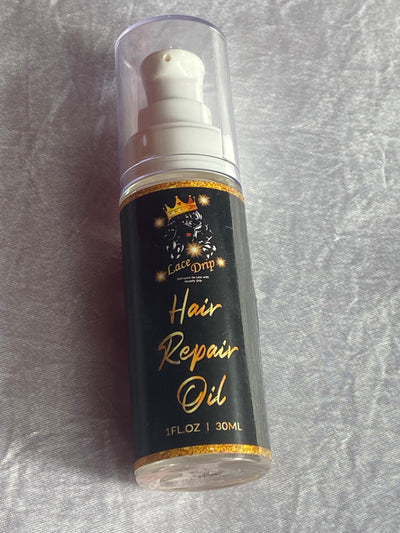 Lace Drip
Hair
Repair
Oil
1FL.OZ | 30ML